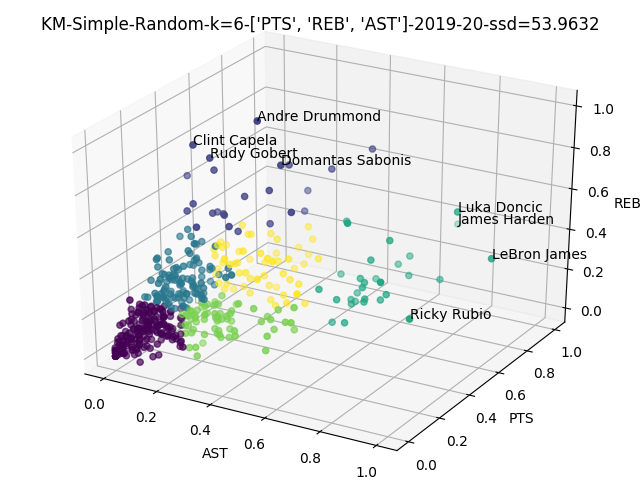 KM-Simple-Random-k=6-['PTS', 'REB', 'AST']-2019-20-ssd=53.9632
Andre Drummond
Clint Capela
Rudy Gobert
Domantas Sabonis
Luka Doncic
James Harden
LeBron James
Ricky Rubio
1.0
0.8
0.6
0.4
0.2
0.0
REB
0.0
0.2
0.4
0.6
0.8
1.0
AST
0.0
0.2
0.4
0.6
0.8
1.0
PTS